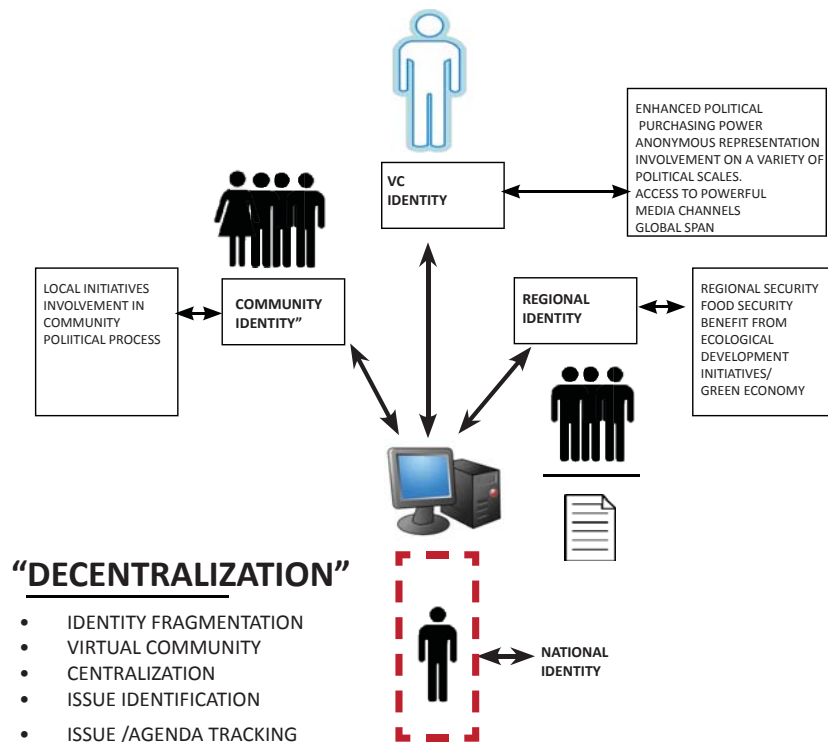 ENHANCED POLITICAL
PURCHASING POWER
ANONYMOUS REPRESENTATION
INVOLVEMENT ON A VARIETY OF
POLITICAL SCALES.
ACCESS TO POWERFUL
MEDIA CHANNELS
GLOBAL SPAN
VC
IDENTITY
LOCAL INITIATIVES
INVOLVEMENT IN
COMMUNITY
POLIITICAL PROCESS
COMMUNITY
IDENTITY”
REGIONAL
IDENTITY
REGIONAL SECURITY
FOOD SECURITY
BENEFIT FROM
ECOLOGICAL
DEVELOPMENT
INITIATIVES/
GREEN ECONOMY
“DECENTRALIZATION”
• IDENTITY FRAGMENTATION
• VIRTUAL COMMUNITY
• CENTRALIZATION
• ISSUE IDENTIFICATION
• ISSUE /AGENDA TRACKING
NATIONAL
IDENTITY